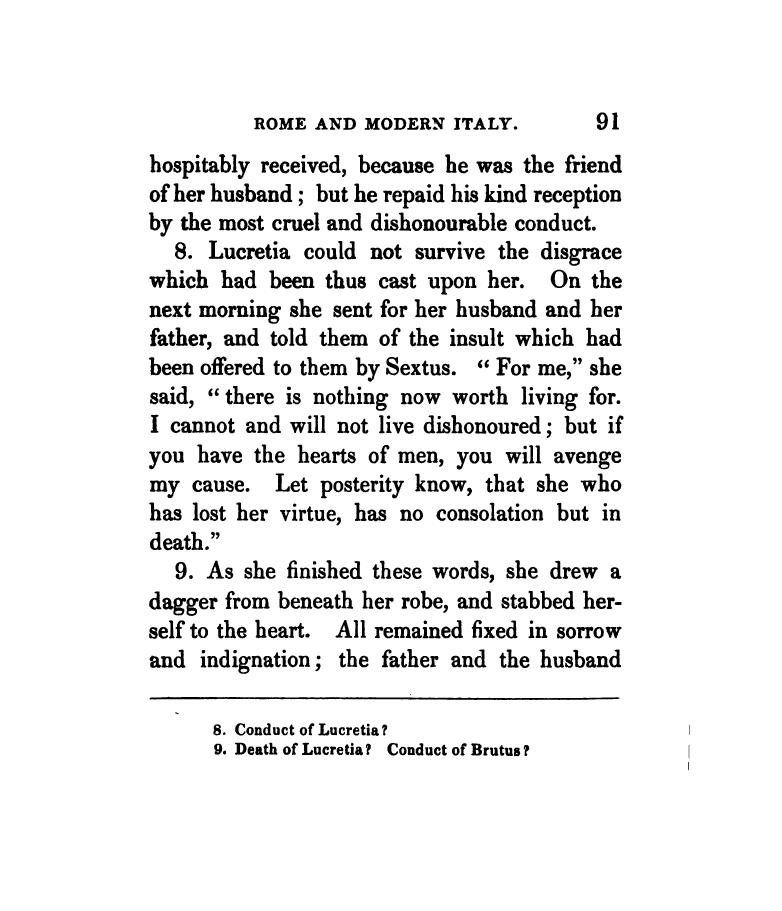 ROME AND MODERN ITALY. 91
hospitably received, because he was the friend
of her husband ; but he repaid his kind reception
by the most cruel and dishonourable conduct.
8. Lucretia could not survive the disgrace
which had been thus cast upon her. On the
next morning she sent for her husband and her
father, and told them of the insult which had
been offered to them by Sextus. “ For me,” she
said, “ there is nothing now worth living for.
I cannot and will not live dishonoured ; but if
you have the hearts of men, you will avenge
my cause. Let posterity know, that she who
has lost her virtue, has no consolation but in
death.”
9. As she finished these words, she drew a
dagger from beneath her robe, and stabbed her-
self to the heart. All remained fixed in sorrow
and indignation ; the father and the husband
8. Conduct of Lucretia ?
9. Death of Lucretia ? Conduct of Brutus ?